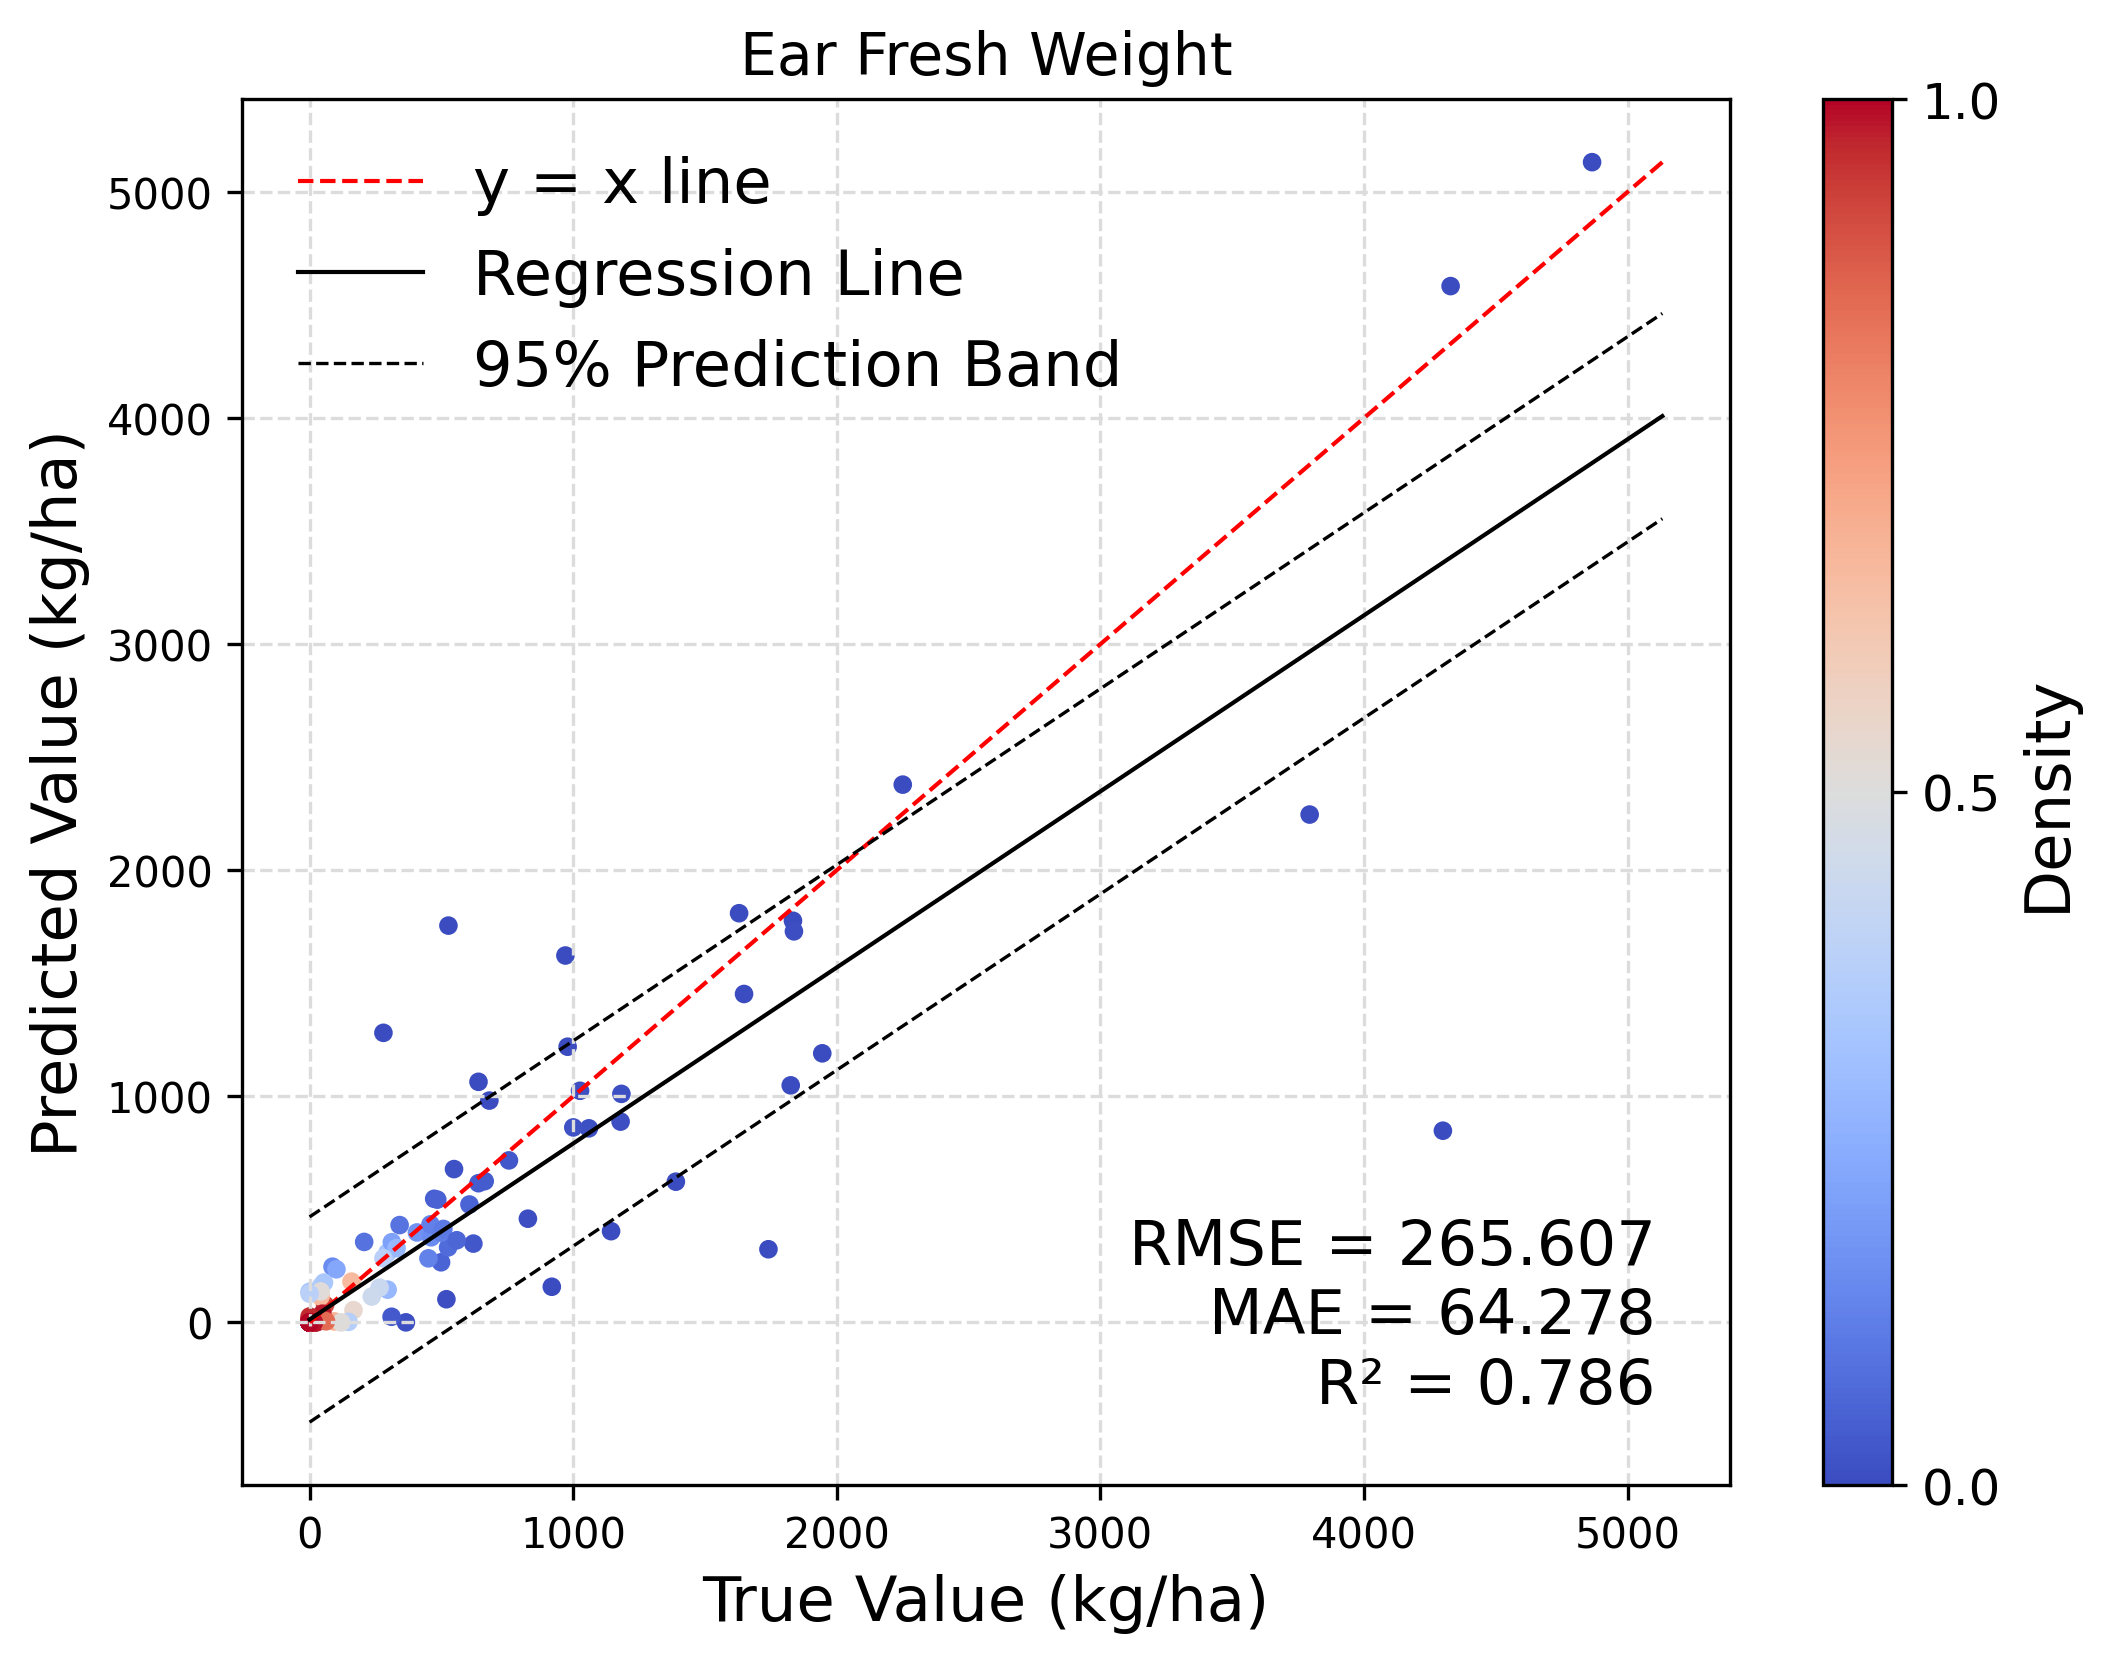 Ear Fresh Weight
y = x line
Regression Line
95% Prediction Band
RMSE = 265.607
MAE = 64.278
R² = 0.786
5000
4000
3000
2000
1000
0
Predicted Value (kg/ha)
0
1000
2000
3000
4000
5000
True Value (kg/ha)
1.0
0.5
0.0
Density